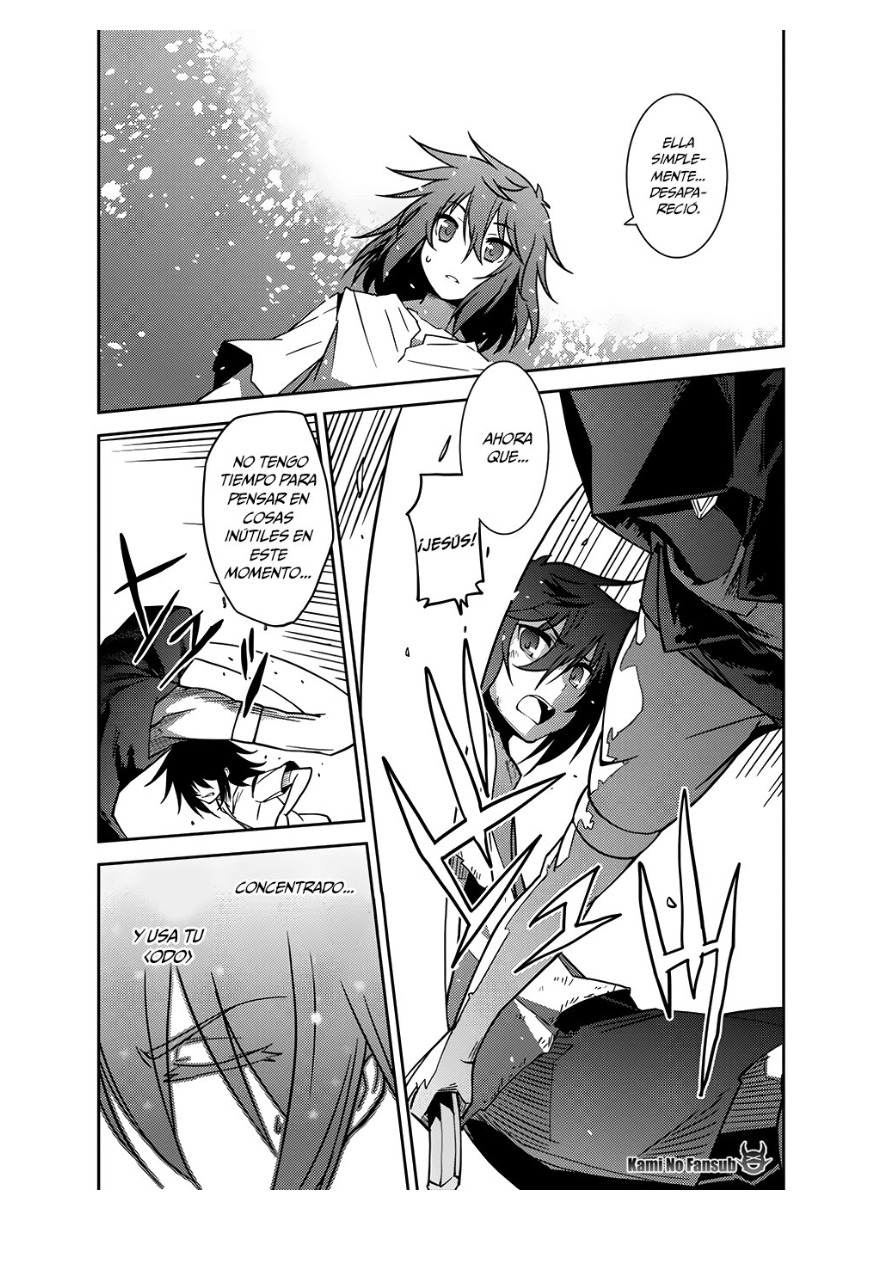 ELLA
SIMPLE-
MENTE...
DESAPA-
RECIÓ.
AHORA
QUE...
¡JESÚS!
NO TENGO
TIEMPO PARA
PENSAR EN
COSAS
INÚTILES EN
ESTE
MOMENTO...
CONCENTRADO...
Y USA TU
<ODO>
Kami No Fansub